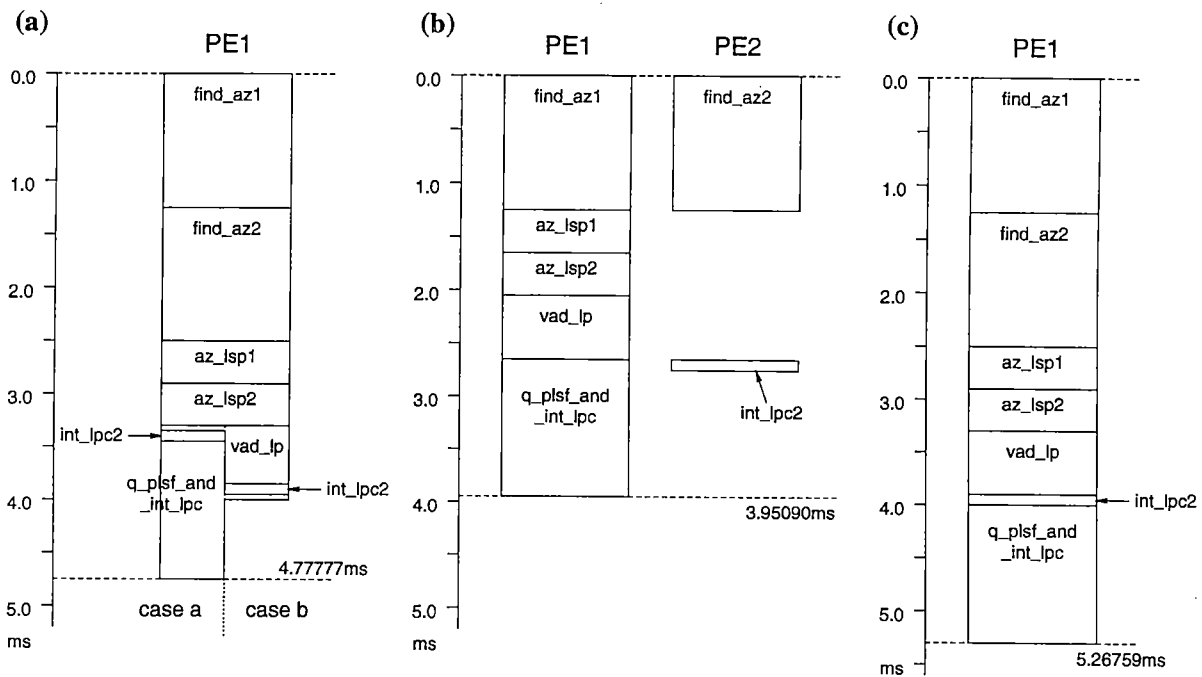 (a)
PE1
0.0
1.0
2.0
3.0
4.0
5.0
ms
find_az1
find_az2
az_lsp1
az_lsp2
int_lpc2
vad_lp
q_plsf_and
_int_lpc
int_lpc2
4.77777ms
case a
case b
(b)
PE1
PE2
0.0
1.0
2.0
3.0
4.0
5.0
ms
find_az1
find_az2
az_lsp1
az_lsp2
vad_lp
q_plsf_and
_int_lpc
int_lpc2
3.95090ms
(c)
PE1
0.0
1.0
2.0
3.0
4.0
5.0
ms
find_az1
find_az2
az_lsp1
az_lsp2
vad_lp
int_lpc2
q_plsf_and
_int_lpc
5.26759ms